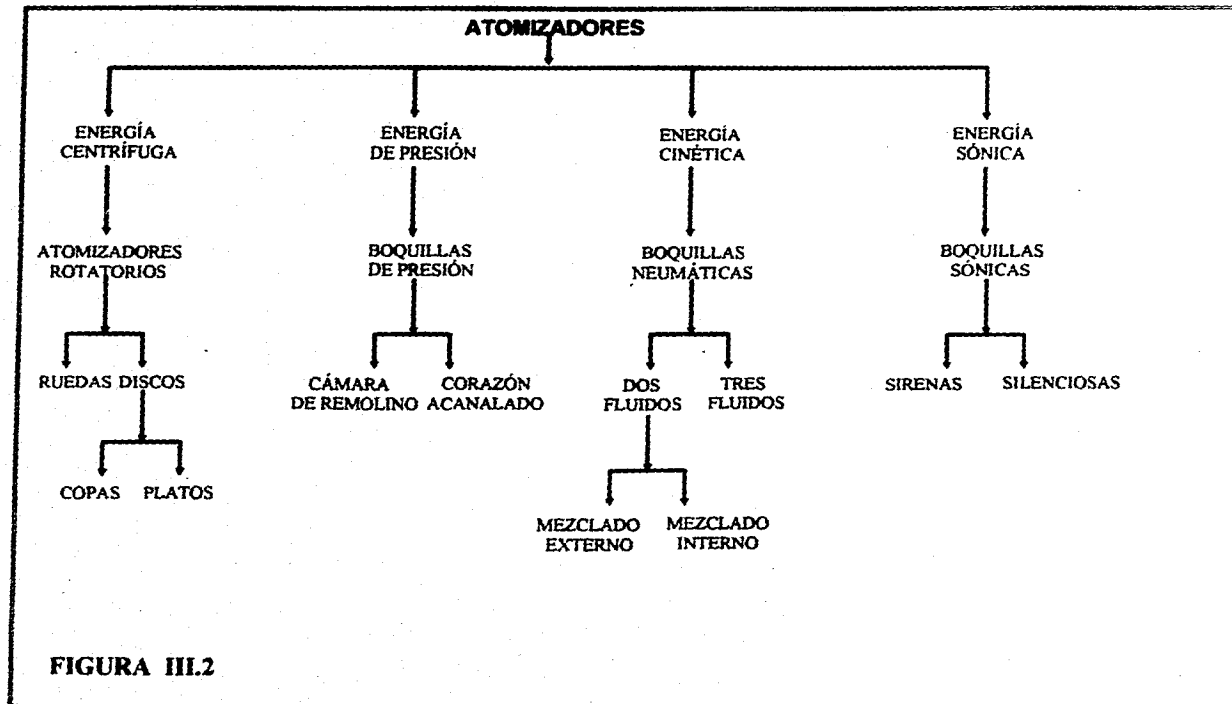 ATOMIZADORES
ENERGÍA
CENTRÍFUGA
ENERGÍA
DE PRESIÓN
ENERGÍA
CINÉTICA
ENERGÍA
SÓNICA
ATOMIZADORES
ROTATORIOS
BOQUILLAS
DE PRESIÓN
BOQUILLAS
NEUMÁTICAS
BOQUILLAS
SÓNICAS
RUEDAS DISCOS
CÁMARA
DE REMOLINO
CORAZÓN
ACANALADO
DOS
FLUIDOS
TRES
FLUIDOS
SIRENAS
SILENCIOSAS
COPAS
PLATOS
MEZCLADO
EXTERNO
MEZCLADO
INTERNO
FIGURA III.2